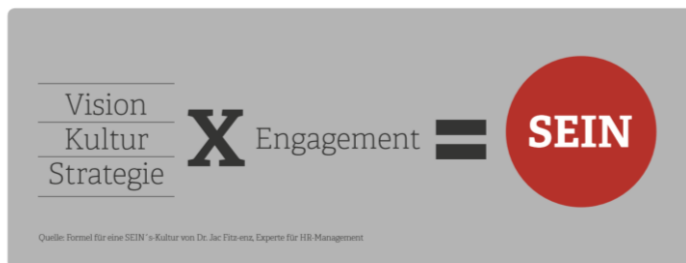 Vision
Kultur
Strategie
X
Engagement
=
SEIN
Quelle: Formel für eine SEIN´s-Kultur von Dr. Jac Fitz-enz, Experte für HR-Management